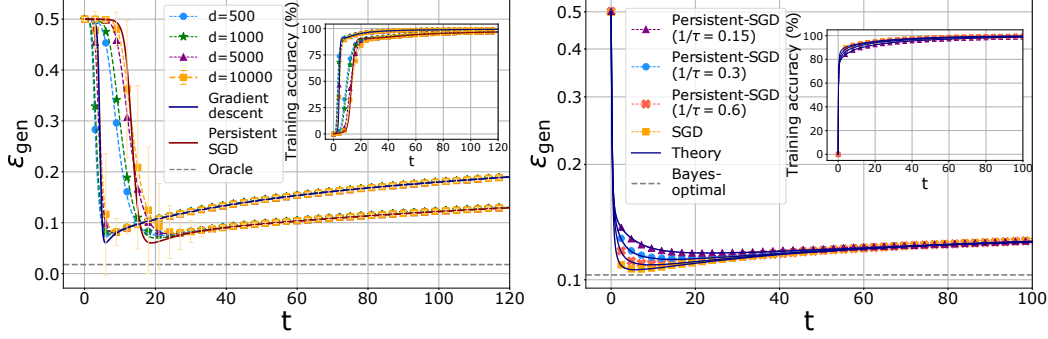 0.5
0.4
0.3
0.2
0.1
0.0
ε_gen
d=500
d=1000
d=5000
d=10000
Gradient
descent
Persistent
SGD
Oracle
Training accuracy (%)
100
75
50
25
0
0 20 40 60 80 100 120
t
0 20 40 60 80 100 120
t
0.5
0.3
0.2
0.1
ε_gen
Persistent-SGD
(1/τ = 0.15)
Persistent-SGD
(1/τ = 0.3)
Persistent-SGD
(1/τ = 0.6)
SGD
Theory
Bayes-
optimal
Training accuracy (%)
100
80
60
40
20
0
0 20 40 60 80 100
t
0 20 40 60 80 100
t